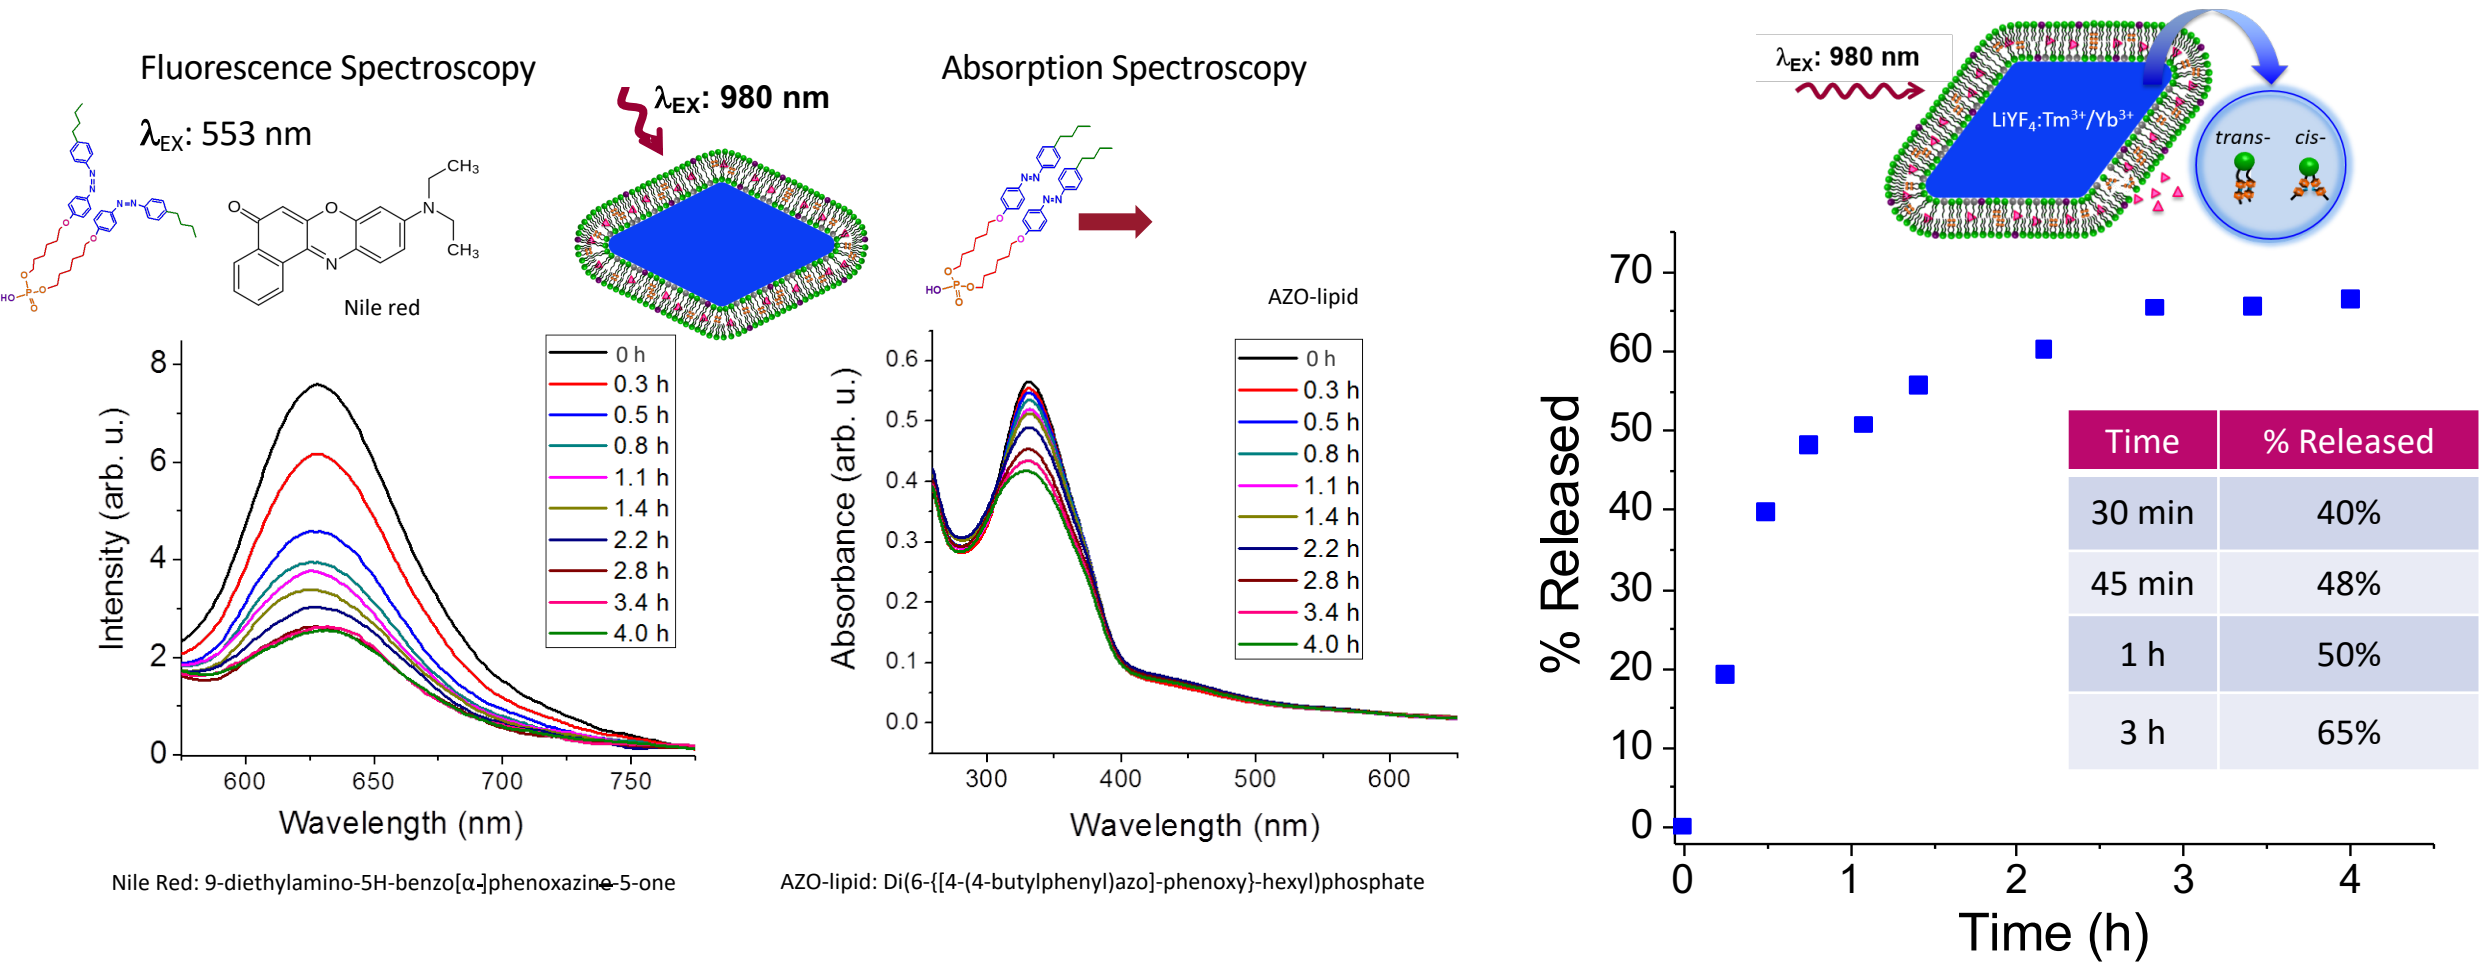 Fluorescence Spectroscopy
λEX: 553 nm
λEX: 980 nm
N=N
N=N
O
O
O
O
HO
P
O
O
O
N
N
CH3
CH3
Nile red
8
6
4
2
0
Intensity (arb. u.)
600
650
700
750
Wavelength (nm)
0 h
0.3 h
0.5 h
0.8 h
1.1 h
1.4 h
2.2 h
2.8 h
3.4 h
4.0 h
Nile Red: 9-diethylamino-5H-benzo[α-]phenoxazine-5-one
Absorption Spectroscopy
N=N
N=N
O
O
O
HO
P
O
O
AZO-lipid
0.6
0.5
0.4
0.3
0.2
0.1
0.0
Absorbance (arb. u.)
300
400
500
600
Wavelength (nm)
0 h
0.3 h
0.5 h
0.8 h
1.1 h
1.4 h
2.2 h
2.8 h
3.4 h
4.0 h
AZO-lipid: Di(6-{[4-(4-butylphenyl)azo]-phenoxy}-hexyl)phosphate
λEX: 980 nm
LiYF4:Tm3+/Yb3+
trans- cis-
70
60
50
40
30
20
10
0
% Released
0
1
2
3
4
Time (h)
Time % Released
30 min 40%
45 min 48%
1 h 50%
3 h 65%